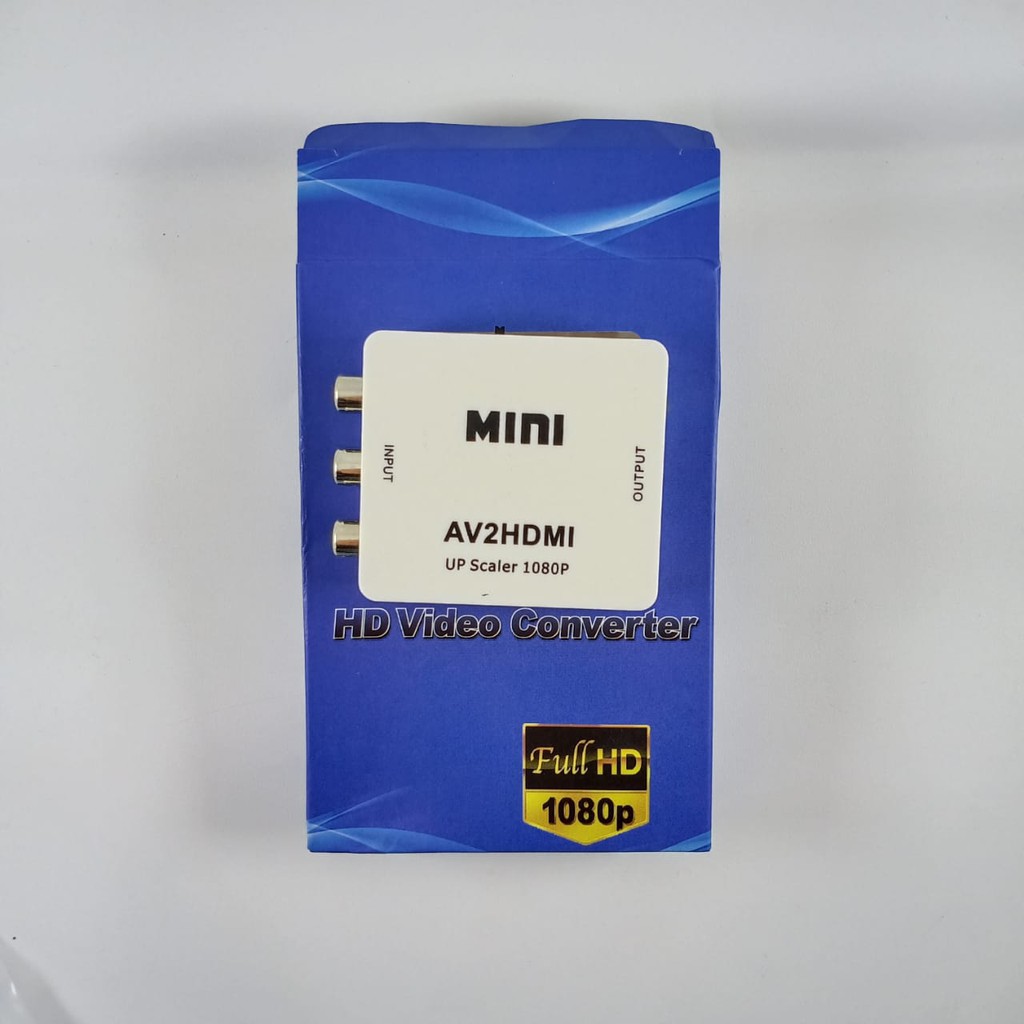 MINI
INPUT
OUTPUT
AV2HDMI
UP Scaler 1080P
HD Video Converter
Full HD
1080p